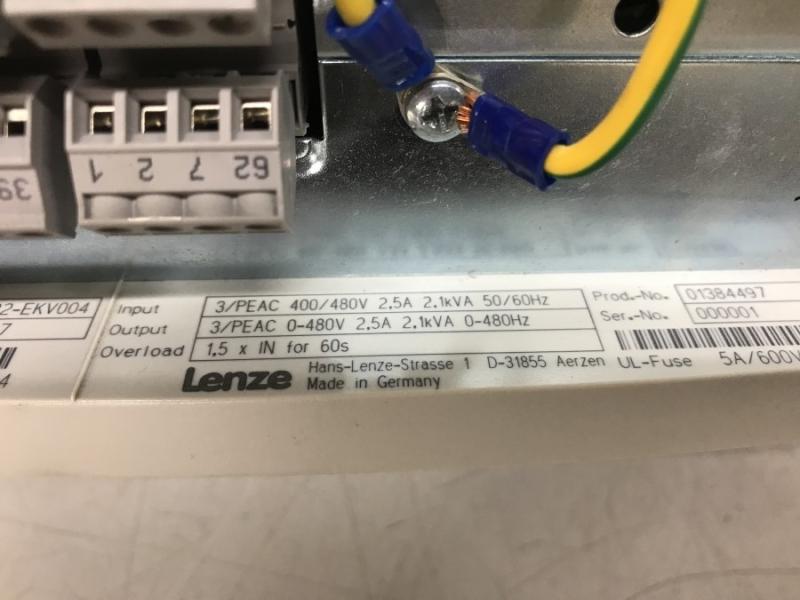 1 2 7 62
39
2-EKV004
7
4
Input 3/PEAC 400/480V 2.5A 2.1kVA 50/60Hz
Output 3/PEAC 0-480V 2.5A 2.1kVA 0-480Hz
Overload 1.5 x IN for 60s
Prod.-No. 01384497
Ser.-No. 000001
Lenze Hans-Lenze-Strasse 1 D-31855 Aerzen
Made in Germany
UL-Fuse 5A/600V